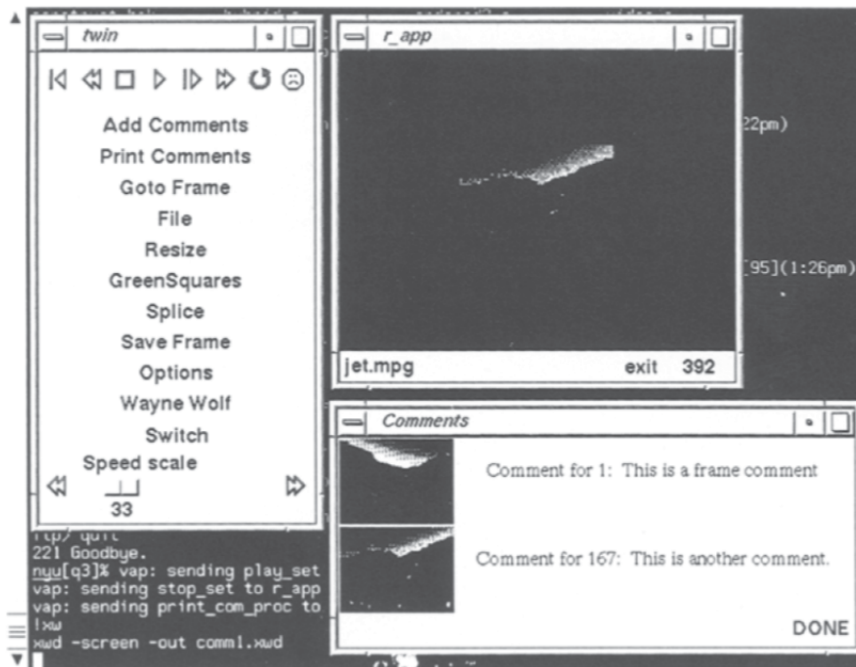 twin
Add Comments
Print Comments
Goto Frame
File
Resize
GreenSquares
Splice
Save Frame
Options
Wayne Wolf
Switch
Speed scale
33
r_app
jet.mpg exit 392
22pm)
[95](1:26pm)
Comments
Comment for 1: This is a frame comment
Comment for 167: This is another comment.
DONE
ftp> quit
221 Goodbye.
nyu[q3]% vap: sending play_set
vap: sending stop_set to r_app
vap: sending print_com_proc to
!xw
xwd -screen -out comm1.xwd